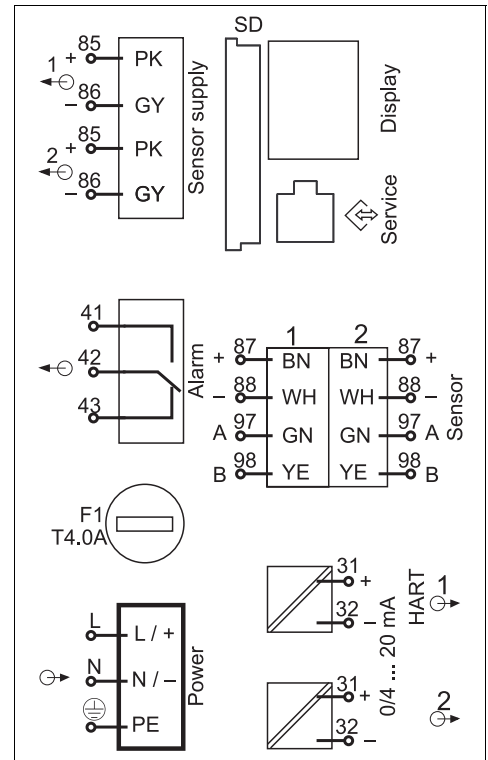 SD
1
+ 85 PK
− 86 GY
2
+ 85 PK
− 86 GY
Sensor supply
Display
Service
41
42
43
Alarm
1 2
+ 87 BN BN 87 +
− 88 WH WH 88 −
A 97 GN GN 97 A
B 98 YE YE 98 B
Sensor
F1
T4.0A
L L / +
N N / −
PE
Power
31 +
32 −
31 +
32 −
0/4 ... 20 mA
HART
1
2